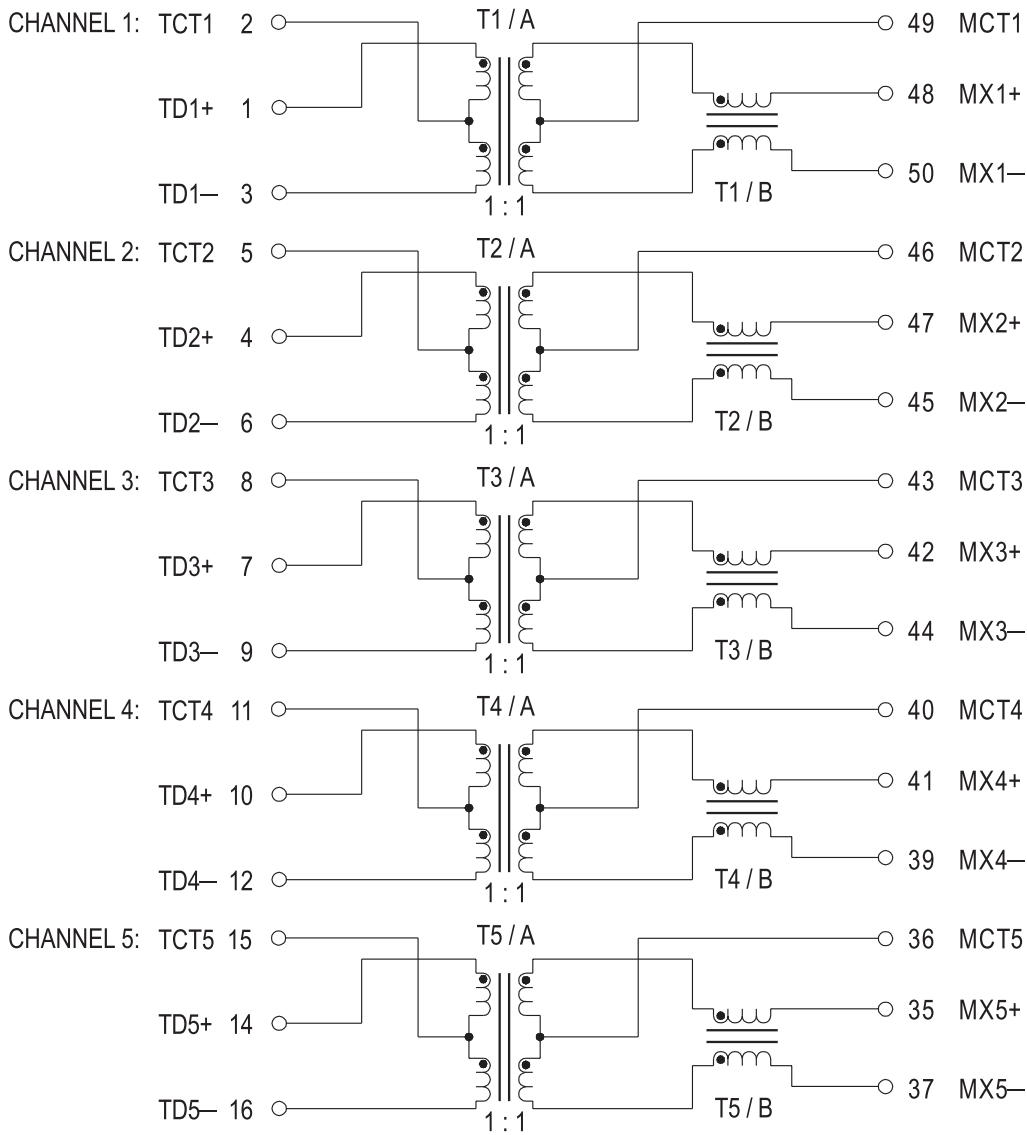 CHANNEL 1: TCT1 2 T1 / A 49 MCT1
TD1+ 1 48 MX1+
TD1— 3 50 MX1—
T1 / B
1 : 1
CHANNEL 2: TCT2 5 T2 / A 46 MCT2
TD2+ 4 47 MX2+
TD2— 6 45 MX2—
T2 / B
1 : 1
CHANNEL 3: TCT3 8 T3 / A 43 MCT3
TD3+ 7 42 MX3+
TD3— 9 44 MX3—
T3 / B
1 : 1
CHANNEL 4: TCT4 11 T4 / A 40 MCT4
TD4+ 10 41 MX4+
TD4— 12 39 MX4—
T4 / B
1 : 1
CHANNEL 5: TCT5 15 T5 / A 36 MCT5
TD5+ 14 35 MX5+
TD5— 16 37 MX5—
T5 / B
1 : 1